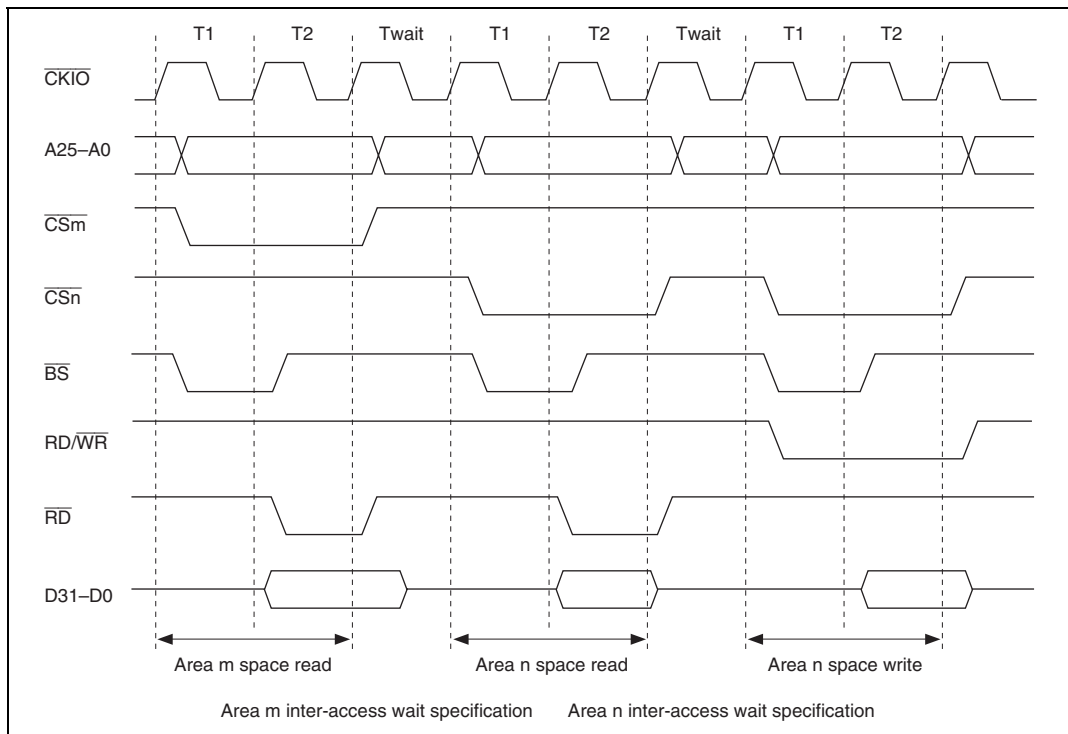 T1 T2 Twait T1 T2 Twait T1 T2
CKIO
A25–A0
CSm
CSn
BS
RD/WR
RD
D31–D0
Area m space read Area n space read Area n space write
Area m inter-access wait specification Area n inter-access wait specification